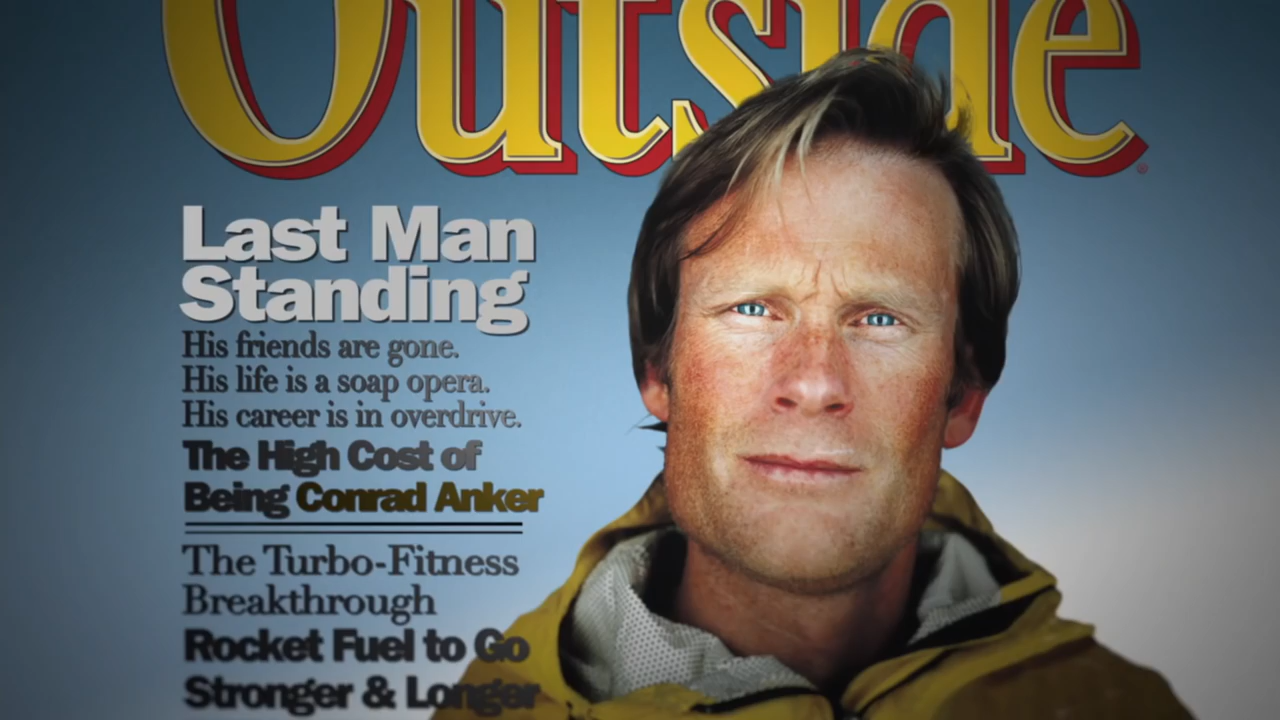 Outside
Last Man
Standing
His friends are gone.
His life is a soap opera.
His career is in overdrive.
The High Cost of
Being Conrad Anker
The Turbo-Fitness
Breakthrough
Rocket Fuel to Go
Stronger & Longer